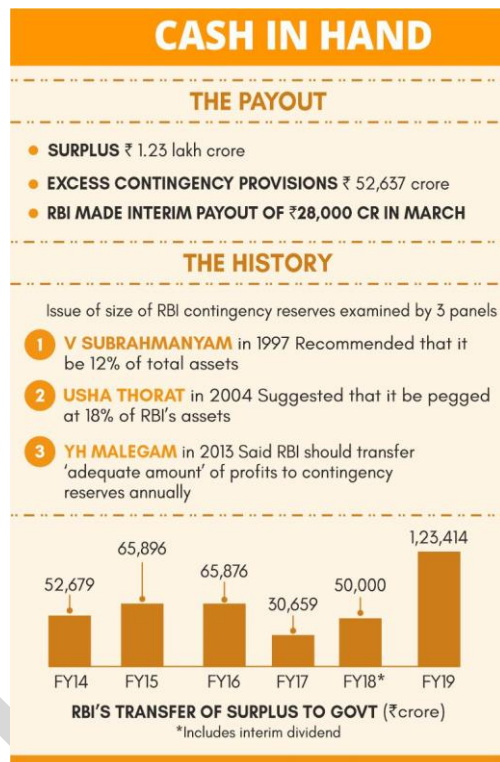 CASH IN HAND
THE PAYOUT
SURPLUS ₹ 1.23 lakh crore
EXCESS CONTINGENCY PROVISIONS ₹ 52,637 crore
RBI MADE INTERIM PAYOUT OF ₹28,000 CR IN MARCH
THE HISTORY
Issue of size of RBI contingency reserves examined by 3 panels
1 V SUBRAHMANYAM in 1997 Recommended that it
be 12% of total assets
2 USHA THORAT in 2004 Suggested that it be pegged
at 18% of RBI's assets
3 YH MALEGAM in 2013 Said RBI should transfer
'adequate amount' of profits to contingency
reserves annually
52,679 65,896 65,876 30,659 50,000 1,23,414
FY14 FY15 FY16 FY17 FY18* FY19
RBI'S TRANSFER OF SURPLUS TO GOVT (₹crore)
*Includes interim dividend